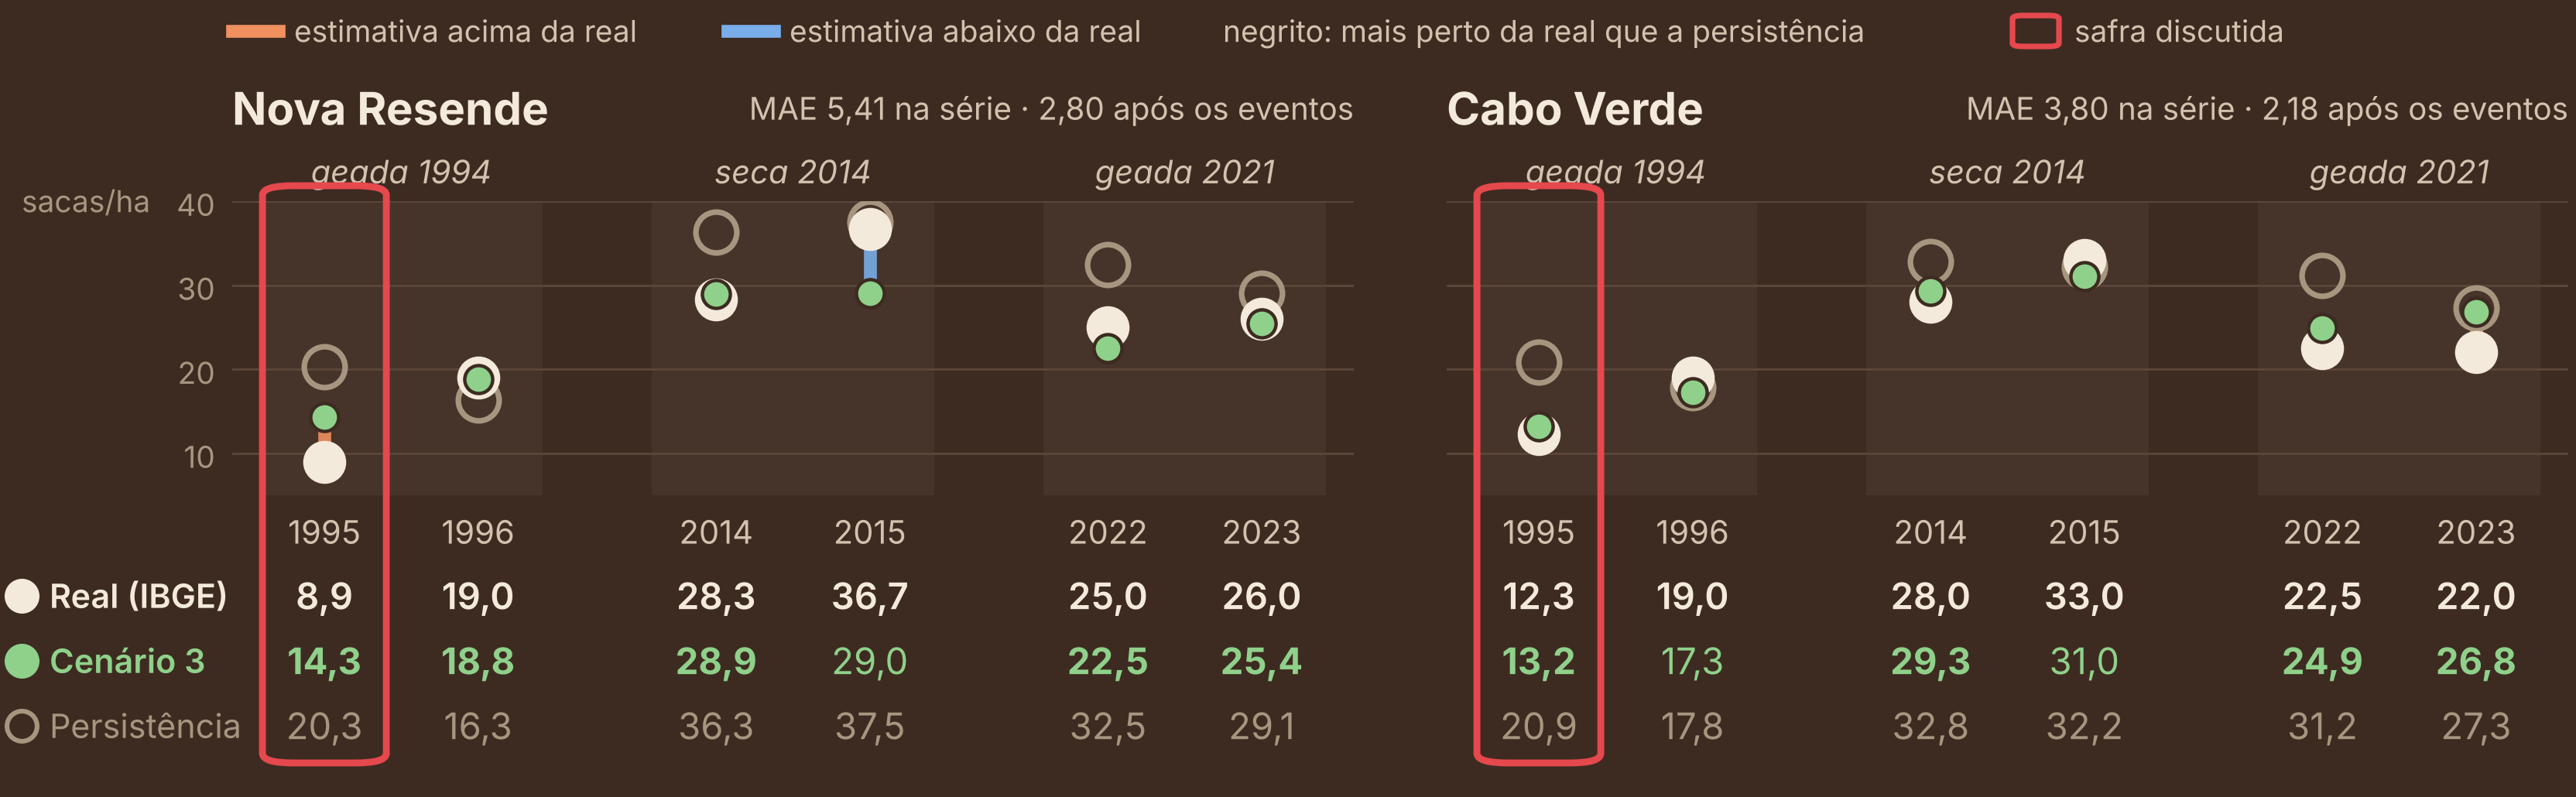 estimativa acima da real estimativa abaixo da real negrito: mais perto da real que a persistência safra discutida
Nova Resende MAE 5,41 na série · 2,80 após os eventos
geada 1994 seca 2014 geada 2021
sacas/ha 40
30
20
10
1995 1996 2014 2015 2022 2023
Cabo Verde MAE 3,80 na série · 2,18 após os eventos
geada 1994 seca 2014 geada 2021
1995 1996 2014 2015 2022 2023
Real (IBGE) 8,9 19,0 28,3 36,7 25,0 26,0 12,3 19,0 28,0 33,0 22,5 22,0
Cenário 3 14,3 18,8 28,9 29,0 22,5 25,4 13,2 17,3 29,3 31,0 24,9 26,8
Persistência 20,3 16,3 36,3 37,5 32,5 29,1 20,9 17,8 32,8 32,2 31,2 27,3